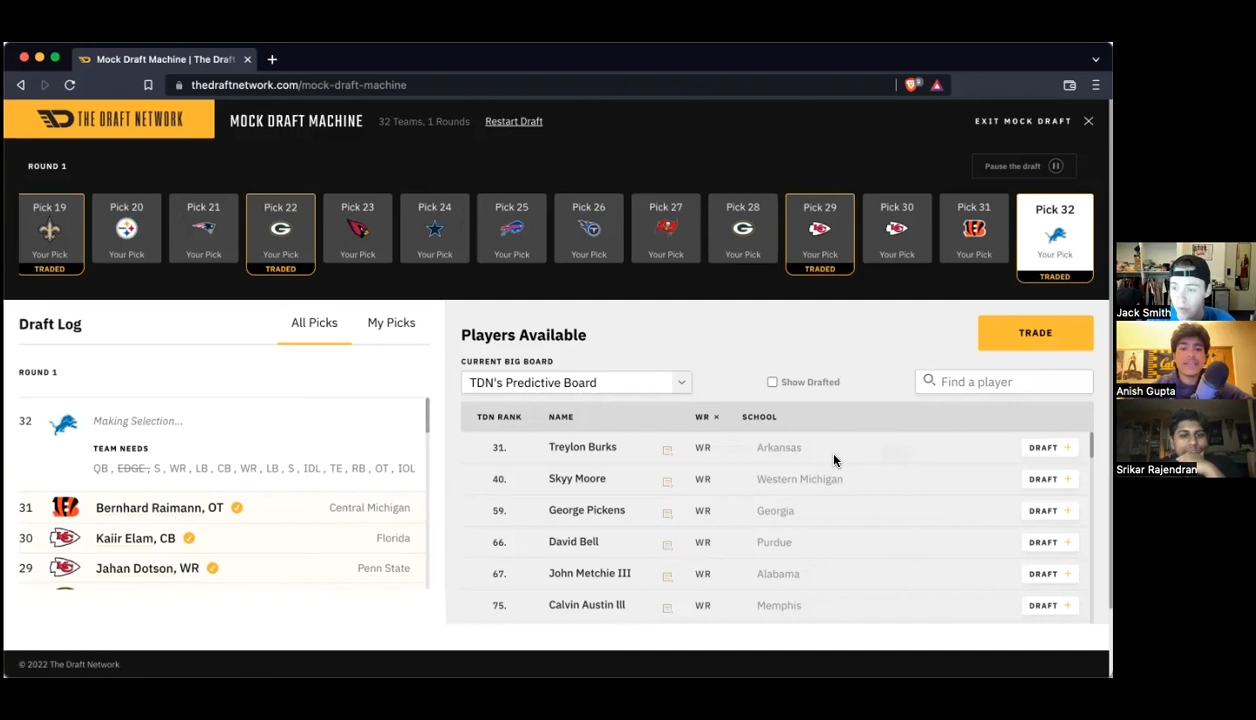 Mock Draft Machine | The Draft
thedraftnetwork.com/mock-draft-machine
THE DRAFT NETWORK
MOCK DRAFT MACHINE
32 Teams, 1 Rounds
Restart Draft
EXIT MOCK DRAFT
ROUND 1
Pause the draft
Pick 19 Pick 20 Pick 21 Pick 22 Pick 23 Pick 24 Pick 25 Pick 26 Pick 27 Pick 28 Pick 29 Pick 30 Pick 31 Pick 32
Your Pick Your Pick Your Pick Your Pick Your Pick Your Pick Your Pick Your Pick Your Pick Your Pick Your Pick Your Pick Your Pick Your Pick
TRADED TRADED TRADED TRADED
Draft Log
All Picks
My Picks
ROUND 1
32 Making Selection...
TEAM NEEDS
QB , EDGE , S , WR , LB , CB , WR , LB , S , IDL , TE , RB , OT , IOL
31 Bernhard Raimann, OT Central Michigan
30 Kaiir Elam, CB Florida
29 Jahan Dotson, WR Penn State
Players Available
TRADE
CURRENT BIG BOARD
TDN's Predictive Board
Show Drafted
Find a player
TDN RANK NAME WR × SCHOOL
31. Treylon Burks WR Arkansas DRAFT +
40. Skyy Moore WR Western Michigan DRAFT +
59. George Pickens WR Georgia DRAFT +
66. David Bell WR Purdue DRAFT +
67. John Metchie III WR Alabama DRAFT +
75. Calvin Austin lll WR Memphis DRAFT +
© 2022 The Draft Network
Jack Smith
Anish Gupta
Srikar Rajendran